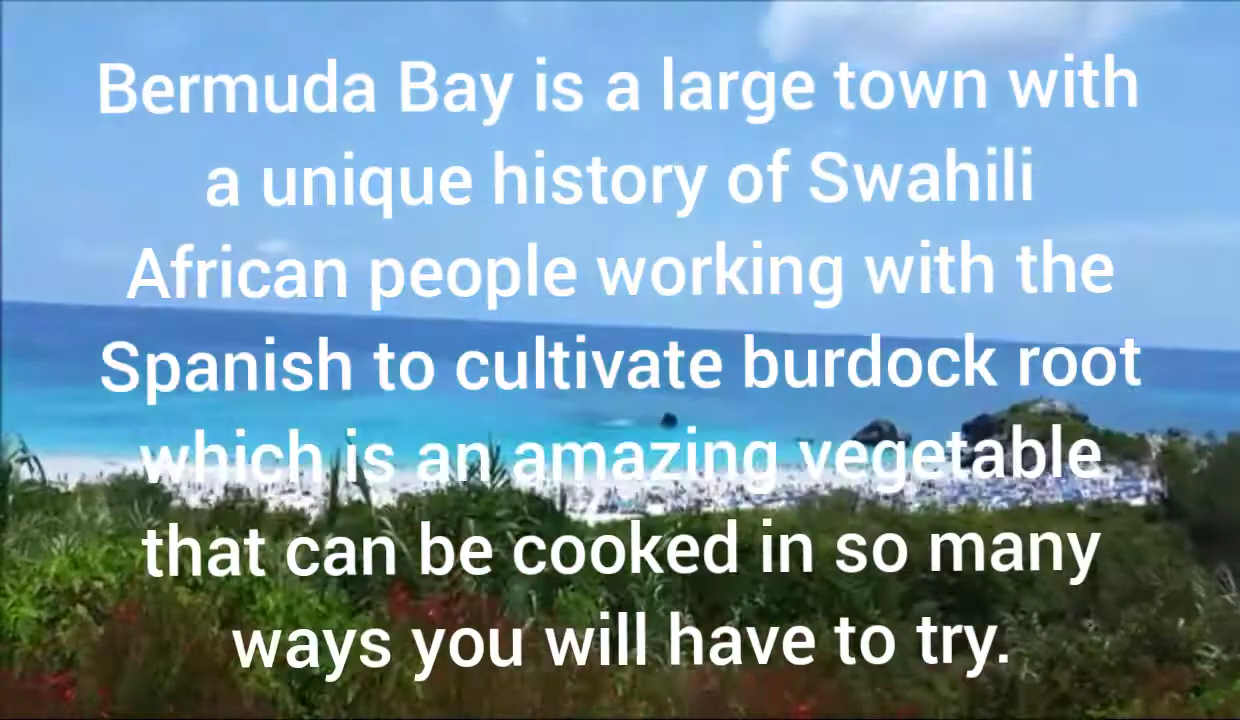 Bermuda Bay is a large town with
a unique history of Swahili
African people working with the
Spanish to cultivate burdock root
which is an amazing vegetable
that can be cooked in so many
ways you will have to try.